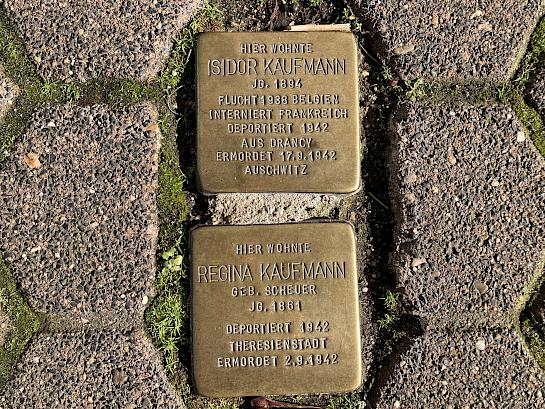 HIER WOHNTE
ISIDOR KAUFMANN
JG. 1894
FLUCHT 1938 BELGIEN
INTERNIERT FRANKREICH
DEPORTIERT 1942
AUS DRANCY
ERMORDET 17.9.1942
AUSCHWITZ
HIER WOHNTE
REGINA KAUFMANN
GEB. SCHEUER
JG. 1861
DEPORTIERT 1942
THERESIENSTADT
ERMORDET 2.9.1942